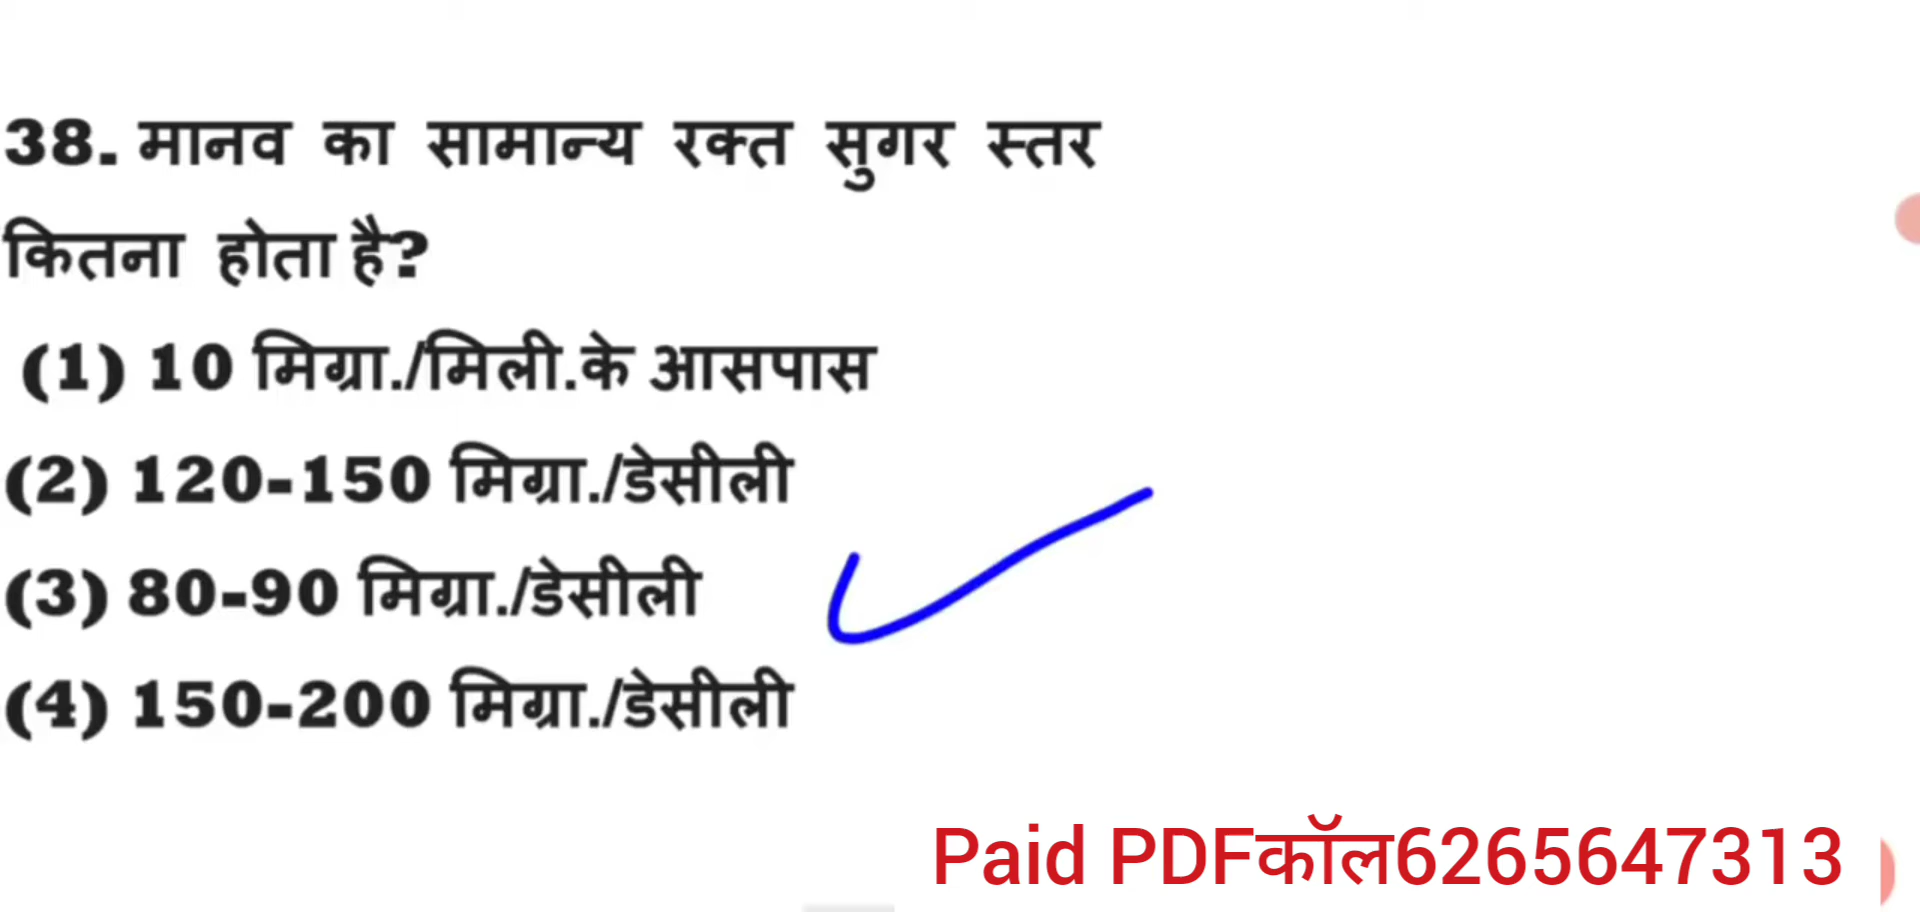 38. मानव का सामान्य रक्त सुगर स्तर
कितना होता है?
(1) 10 मिग्रा./मिली.के आसपास
(2) 120-150 मिग्रा./डेसीली
(3) 80-90 मिग्रा./डेसीली
(4) 150-200 मिग्रा./डेसीली
Paid PDFकॉल6265647313